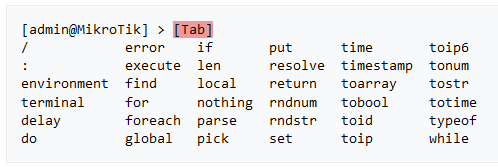 [admin@MikroTik] > [Tab]
/ error if put time toip6
: execute len resolve timestamp tonum
environment find local return toarray tostr
terminal for nothing rndnum tobool totime
delay foreach parse rndstr toid typeof
do global pick set toip while